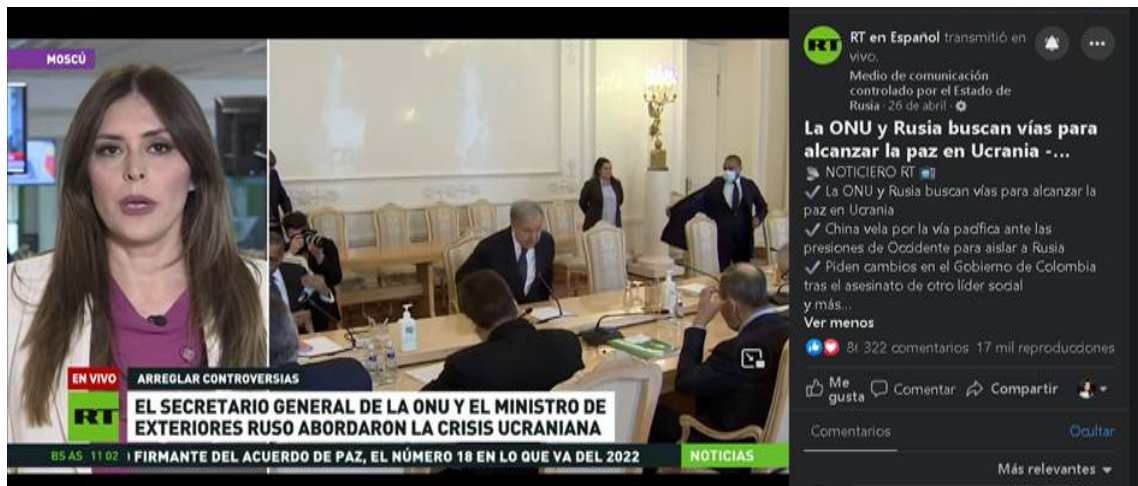 MOSCÚ
EN VIVO
ARREGLAR CONTROVERSIAS
RT
EL SECRETARIO GENERAL DE LA ONU Y EL MINISTRO DE
EXTERIORES RUSO ABORDARON LA CRISIS UCRANIANA
BS AS 11 02
FIRMANTE DEL ACUERDO DE PAZ, EL NÚMERO 18 EN LO QUE VA DEL 2022
NOTICIAS
RT
RT en Español transmitió en
vivo.
Medio de comunicación
controlado por el Estado de
Rusia · 26 de abril ·
La ONU y Rusia buscan vías para
alcanzar la paz en Ucrania -...
NOTICIERO RT
✓ La ONU y Rusia buscan vías para alcanzar la
paz en Ucrania
✓ China vela por la vía pacífica ante las
presiones de Occidente para aislar a Rusia
✓ Piden cambios en el Gobierno de Colombia
tras el asesinato de otro líder social
y más...
Ver menos
322 comentarios 17 mil reproducciones
Me
gusta
Comentar
Compartir
Comentarios
Ocultar
Más relevantes